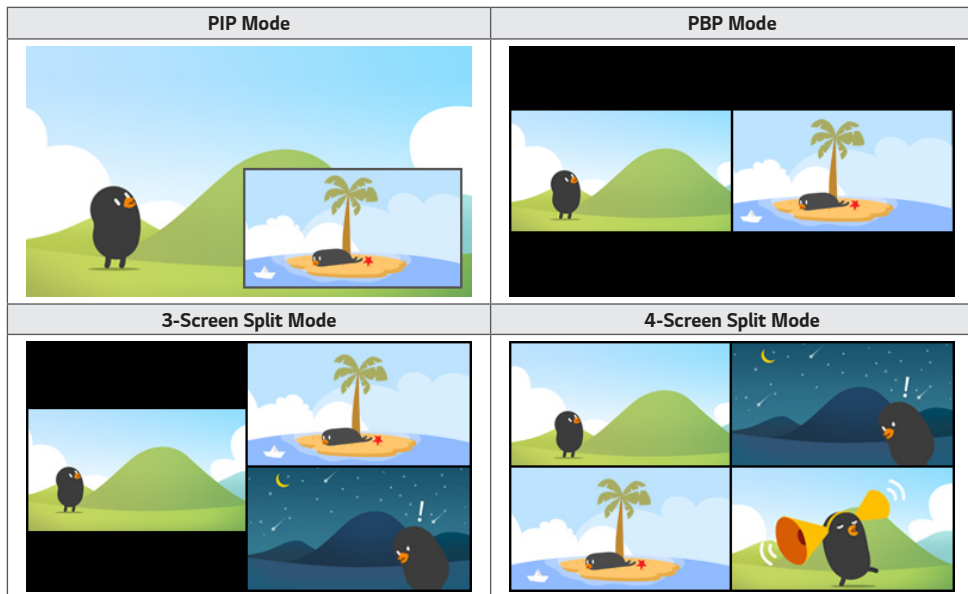 PIP Mode
PBP Mode
3-Screen Split Mode
4-Screen Split Mode